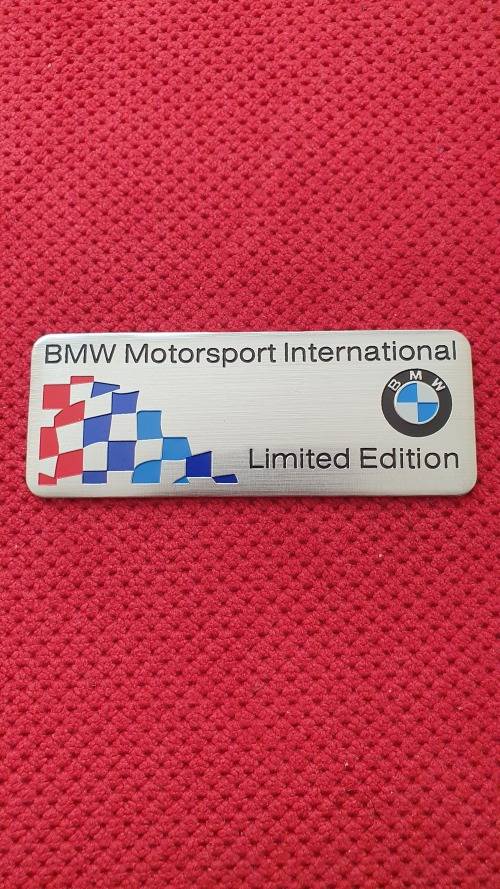 BMW Motorsport International
BMW
Limited Edition